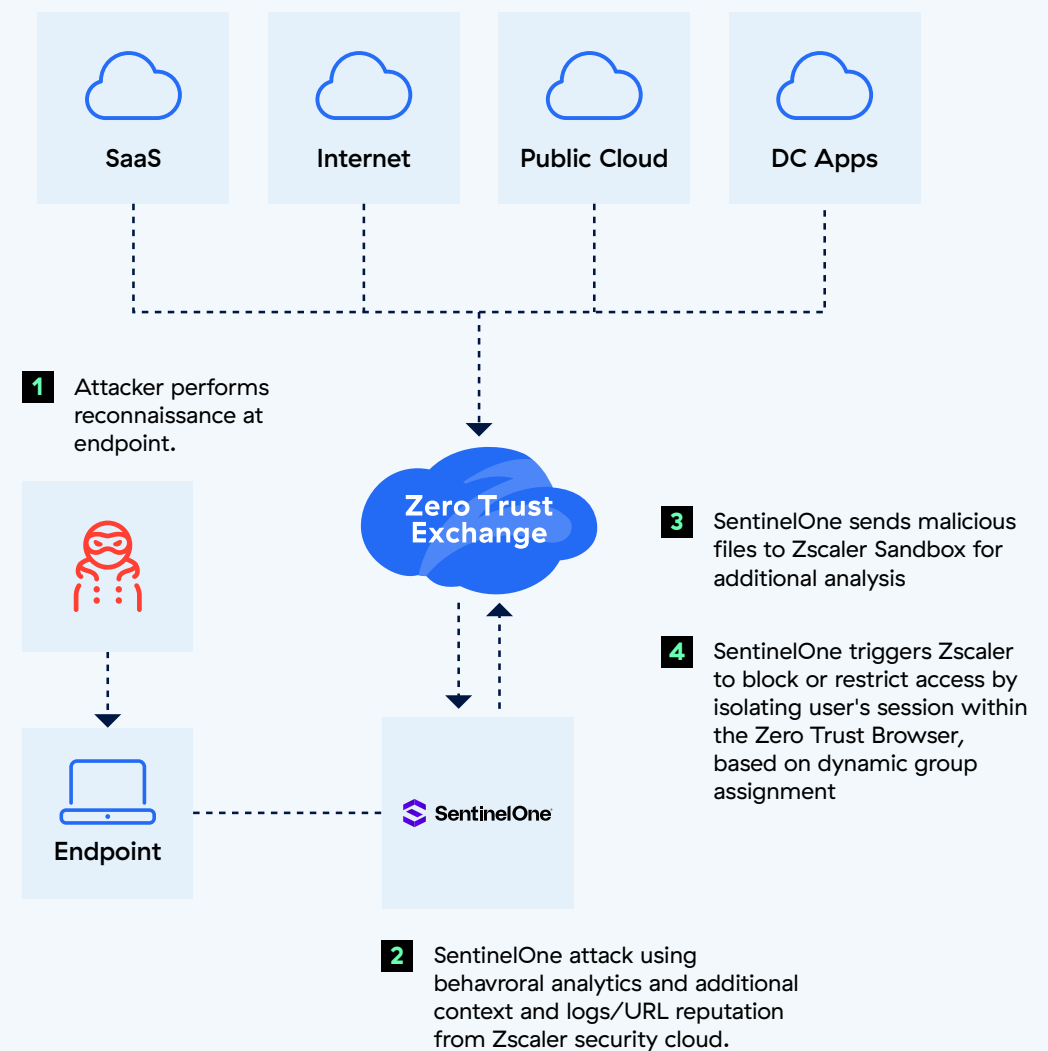 SaaS
Internet
Public Cloud
DC Apps
1
Attacker performs
reconnaissance at
endpoint.
Zero Trust
Exchange
3
SentinelOne sends malicious
files to Zscaler Sandbox for
additional analysis
4
SentinelOne triggers Zscaler
to block or restrict access by
isolating user's session within
the Zero Trust Browser,
based on dynamic group
assignment
Endpoint
SentinelOne
2
SentinelOne attack using
behavroral analytics and additional
context and logs/URL reputation
from Zscaler security cloud.